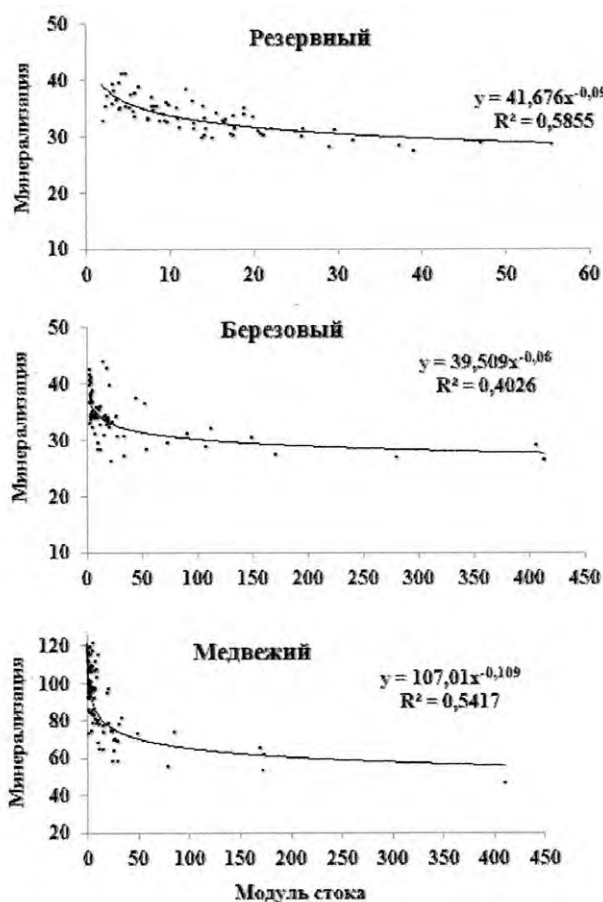 Резервный
Минерализация
50
40
30
20
10
y = 41,676x^-0,09
R² = 0,5855
0 10 20 30 40 50 60
Березовый
Минерализация
50
40
30
20
10
y = 39,509x^-0,06
R² = 0,4026
0 50 100 150 200 250 300 350 400 450
Медвежий
Минерализация
120
100
80
60
40
20
y = 107,01x^-0,109
R² = 0,5417
0 50 100 150 200 250 300 350 400 450
Модуль стока